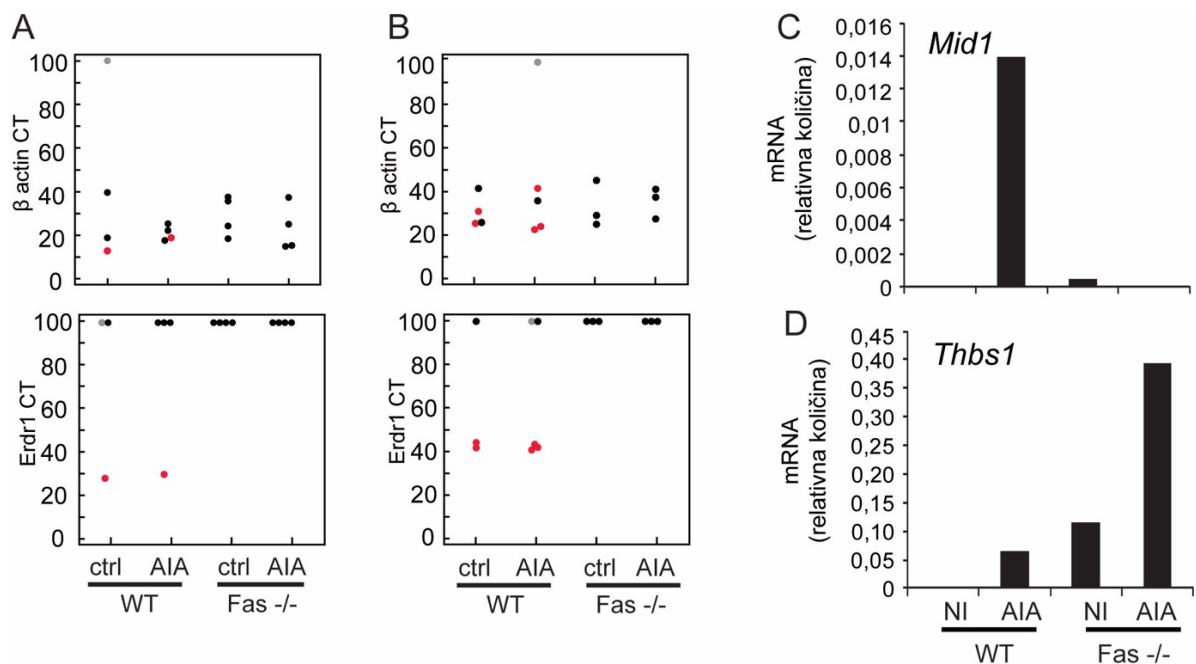 A
β actin CT
100
80
60
40
20
0
Erdr1 CT
100
80
60
40
20
0
ctrl AIA ctrl AIA
WT Fas -/-
B
β actin CT
100
80
60
40
20
0
Erdr1 CT
100
80
60
40
20
0
ctrl AIA ctrl AIA
WT Fas -/-
C
Mid1
mRNA
(relativna količina)
0,016
0,014
0,012
0,01
0,008
0,006
0,004
0,002
0
D
Thbs1
mRNA
(relativna količina)
0,45
0,40
0,35
0,30
0,25
0,20
0,15
0,10
0,05
0
NI AIA NI AIA
WT Fas -/-